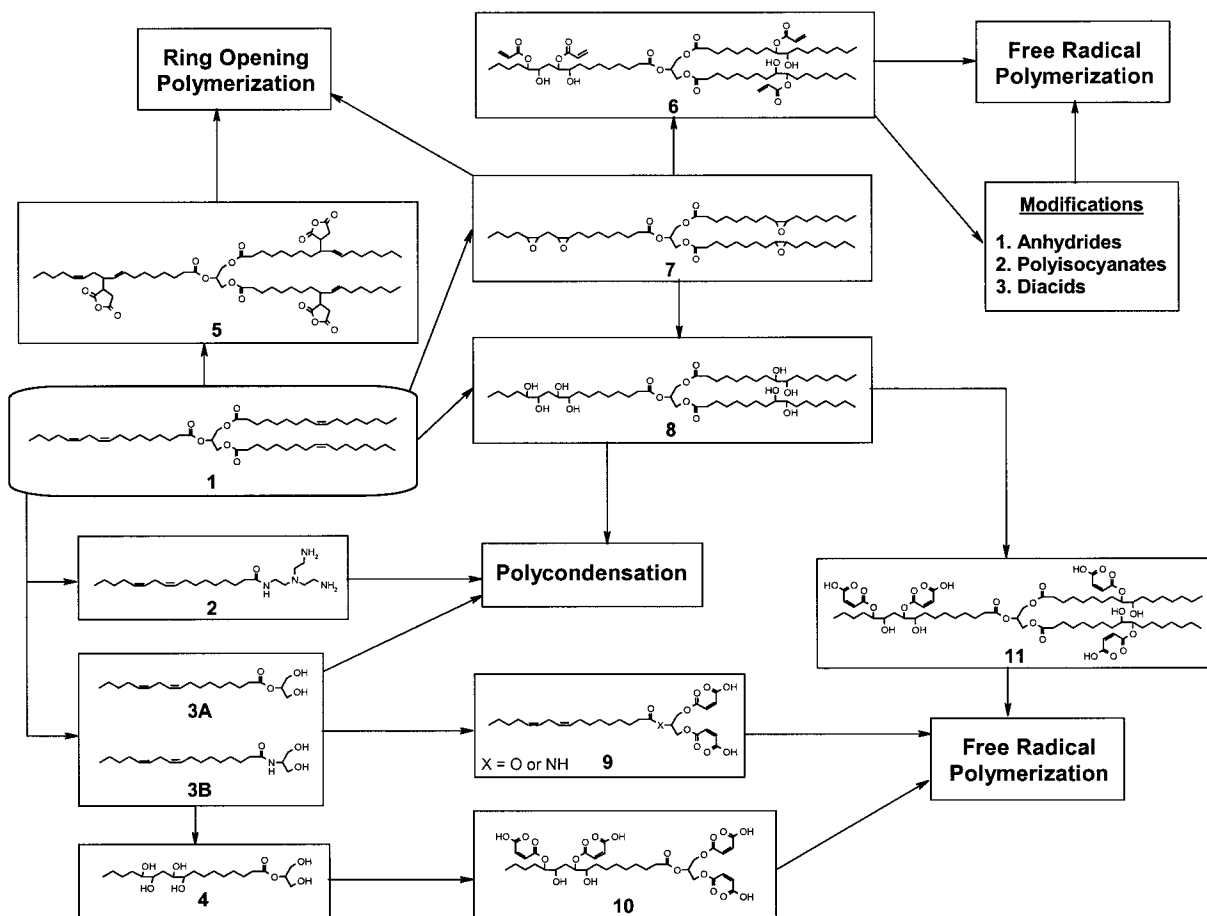 Ring Opening
Polymerization
Free Radical
Polymerization
6
Modifications
1. Anhydrides
2. Polyisocyanates
3. Diacids
7
5
8
1
2
Polycondensation
11
3A
3B
X = O or NH
9
Free Radical
Polymerization
4
10